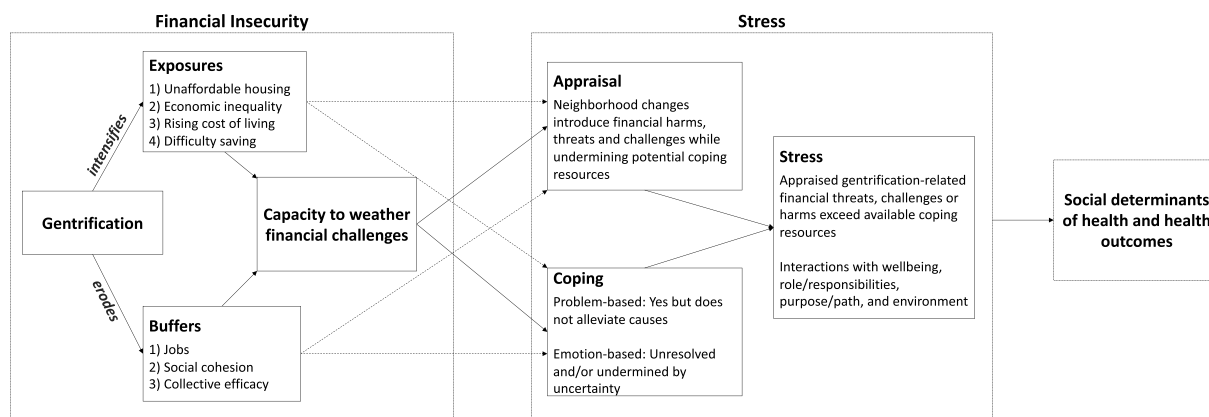 Financial Insecurity
Stress
Exposures
1) Unaffordable housing
2) Economic inequality
3) Rising cost of living
4) Difficulty saving
intensifies
Gentrification
erodes
Capacity to weather
financial challenges
Buffers
1) Jobs
2) Social cohesion
3) Collective efficacy
Appraisal
Neighborhood changes
introduce financial harms,
threats and challenges while
undermining potential coping
resources
Coping
Problem-based: Yes but does
not alleviate causes
Emotion-based: Unresolved
and/or undermined by
uncertainty
Stress
Appraised gentrification-related
financial threats, challenges or
harms exceed available coping
resources
Interactions with wellbeing,
role/responsibilities,
purpose/path, and environment
Social determinants
of health and health
outcomes